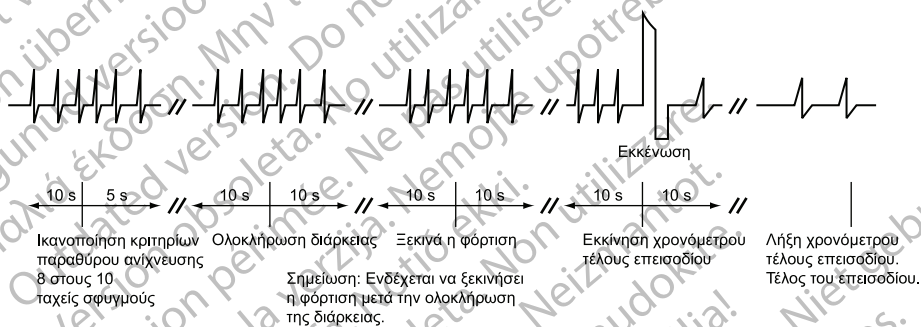 Εκκένωση
10 s 5 s 10 s 10 s 10 s 10 s 10 s 10 s
Ικανοποίηση κριτηρίων
παραθύρου ανίχνευσης
8 στους 10
ταχείς σφυγμούς
Ολοκλήρωση διάρκειας
Ξεκινά η φόρτιση
Σημείωση: Ενδέχεται να ξεκινήσει
η φόρτιση μετά την ολοκλήρωση
της διάρκειας.
Εκκίνηση χρονόμετρου
τέλους επεισοδίου
Λήξη χρονόμετρου
τέλους επεισοδίου.
Τέλος του επεισοδίου.